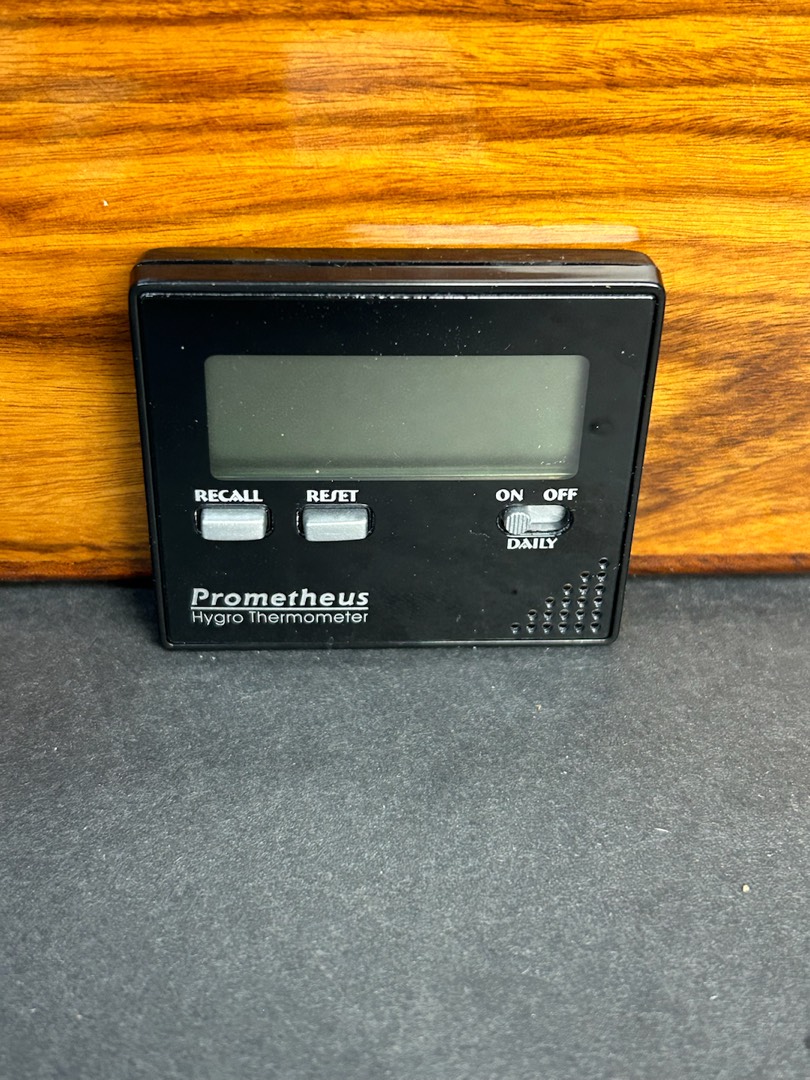 RECALL RESET ON OFF
DAILY
Prometheus
Hygro Thermometer